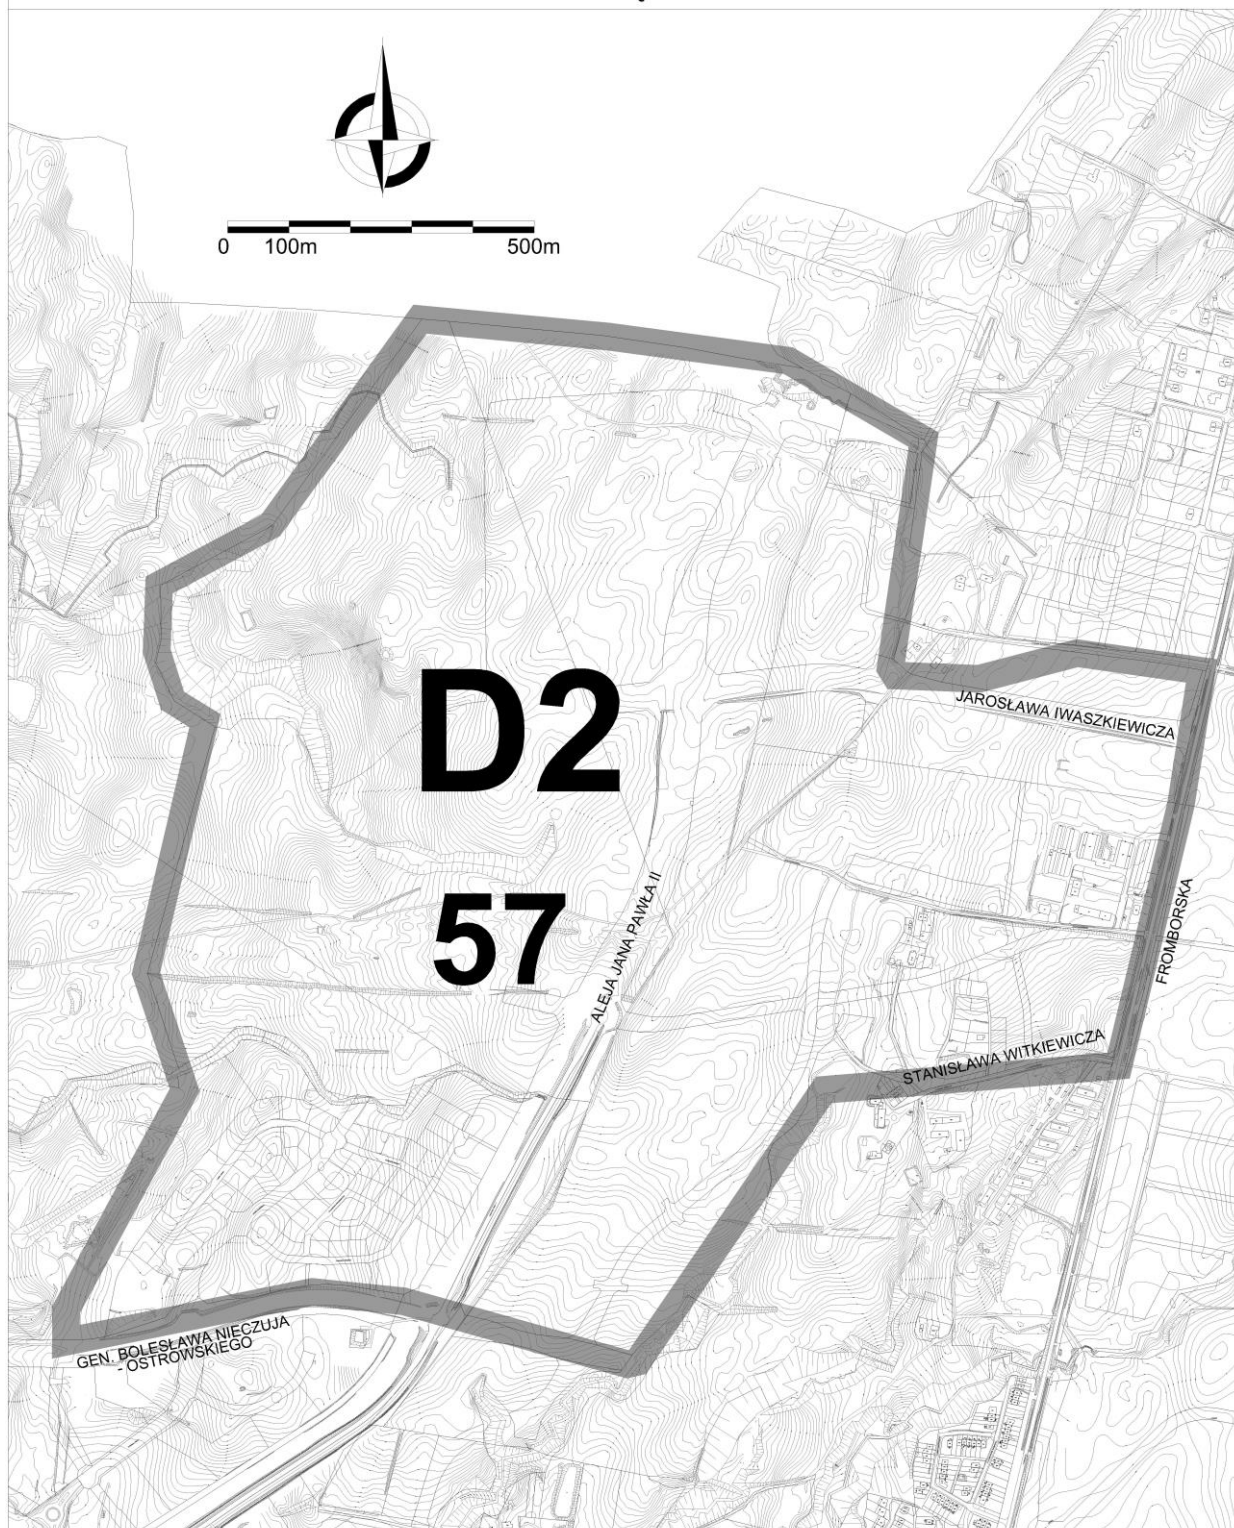 0 100m 500m
D2
JAROSŁAWA IWASZKIEWICZA
57
ALEJA JANA PAWŁA II
FROMBORSKA
STANISŁAWA WITKIEWICZA
GEN. BOLESŁAWA NIECZUJA
- OSTROWSKIEGO